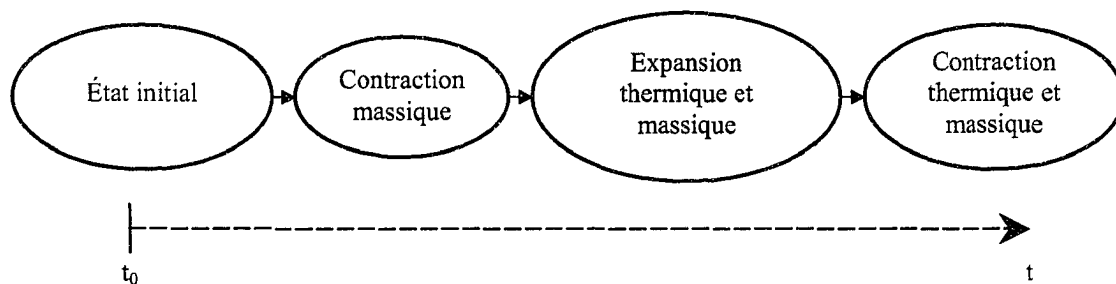 État initial
Contraction
massique
Expansion
thermique et
massique
Contraction
thermique et
massique
t₀
t